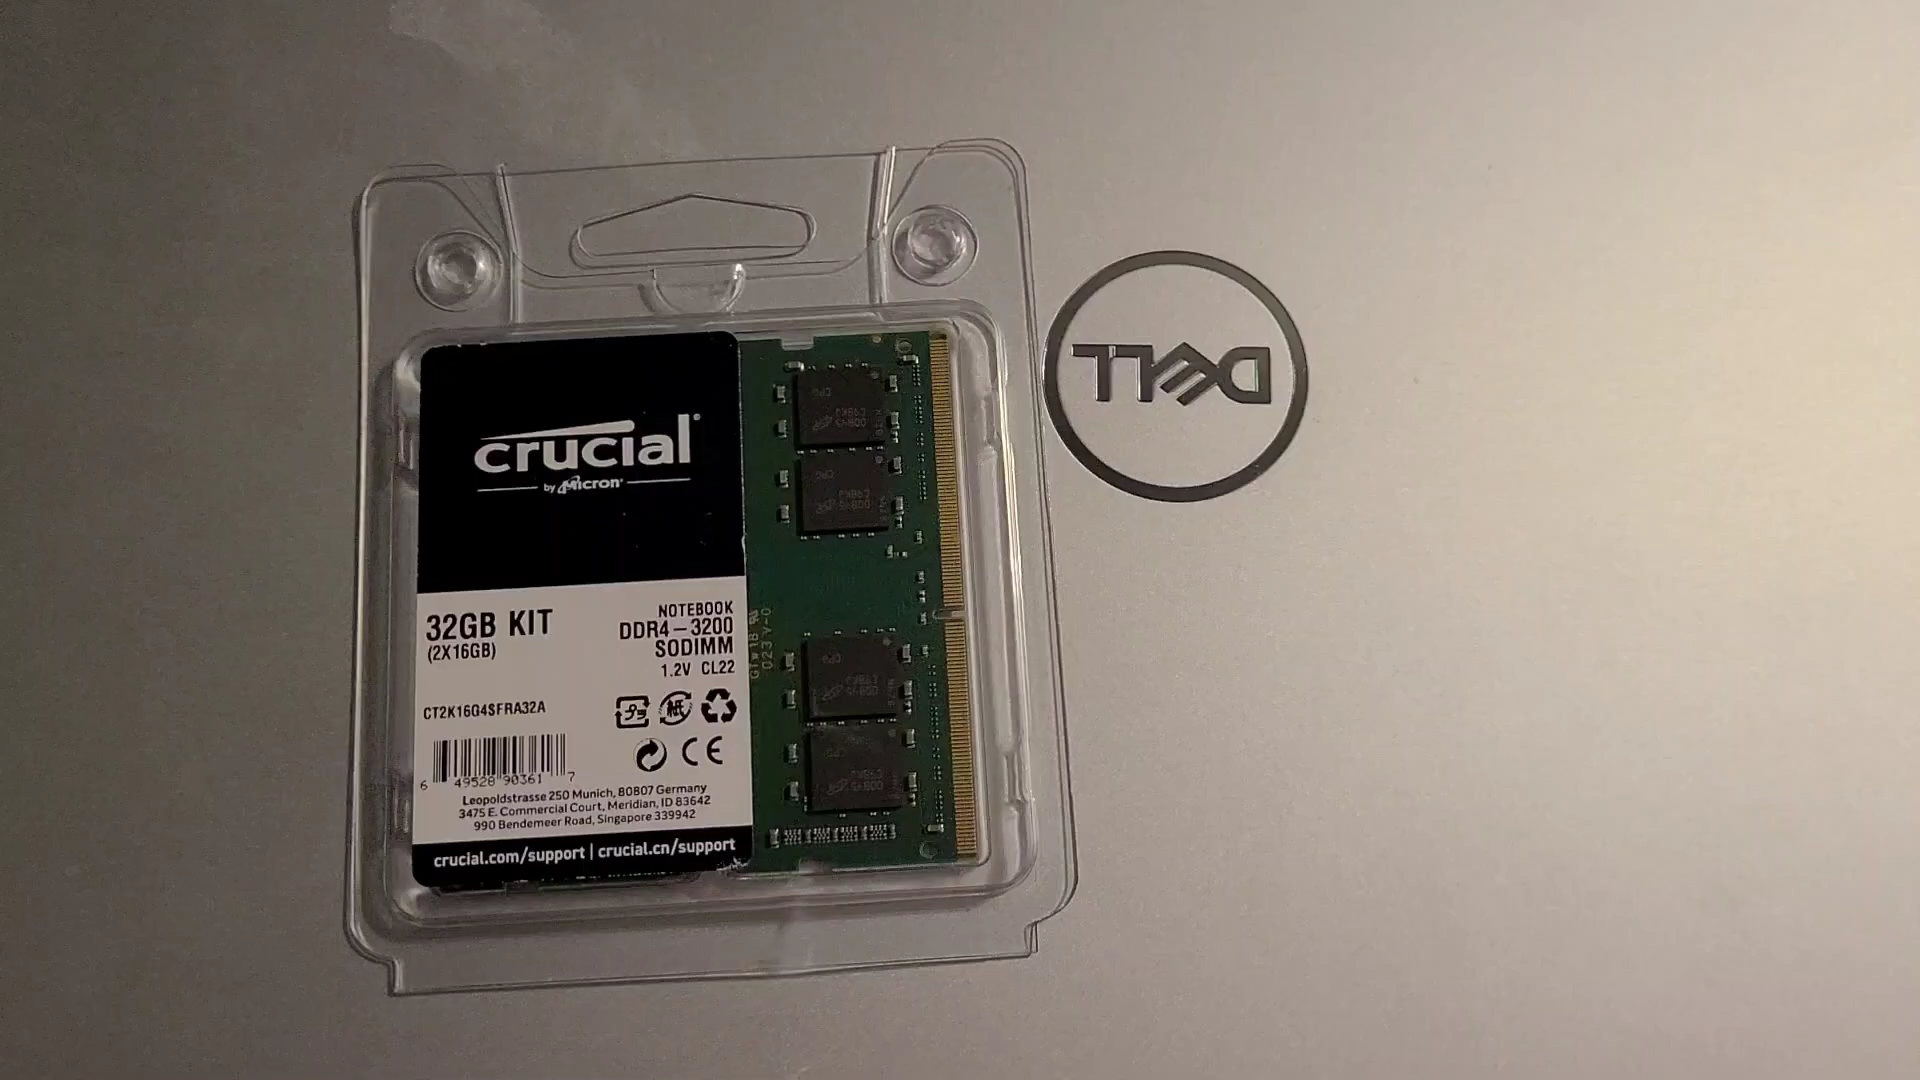 crucial®
by Micron®
32GB KIT
(2X16GB)
NOTEBOOK
DDR4-3200
SODIMM
1.2V CL22
CT2K16G4SFRA32A
6 49528 90361 7
CE
Leopoldstrasse 250 Munich, 80807 Germany
3475 E. Commercial Court, Meridian, ID 83642
990 Bendemeer Road, Singapore 339942
crucial.com/support | crucial.cn/support
DELL